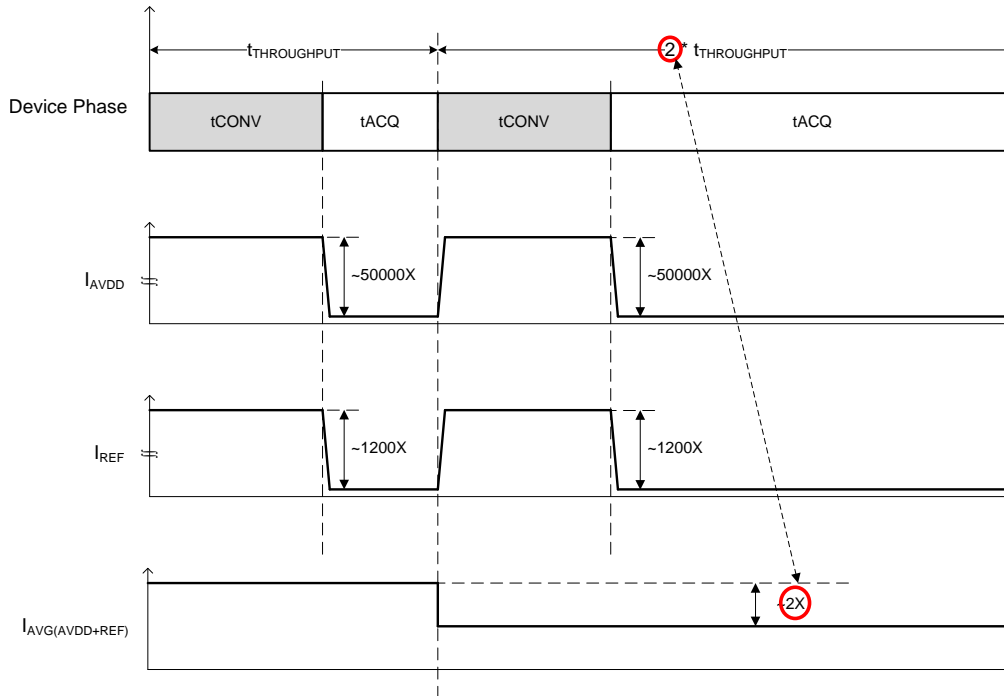 tTHROUGHPUT
2 * tTHROUGHPUT
Device Phase
tCONV
tACQ
tCONV
tACQ
IAVDD
~50000X
~50000X
IREF
~1200X
~1200X
IAVG(AVDD+REF)
~2X